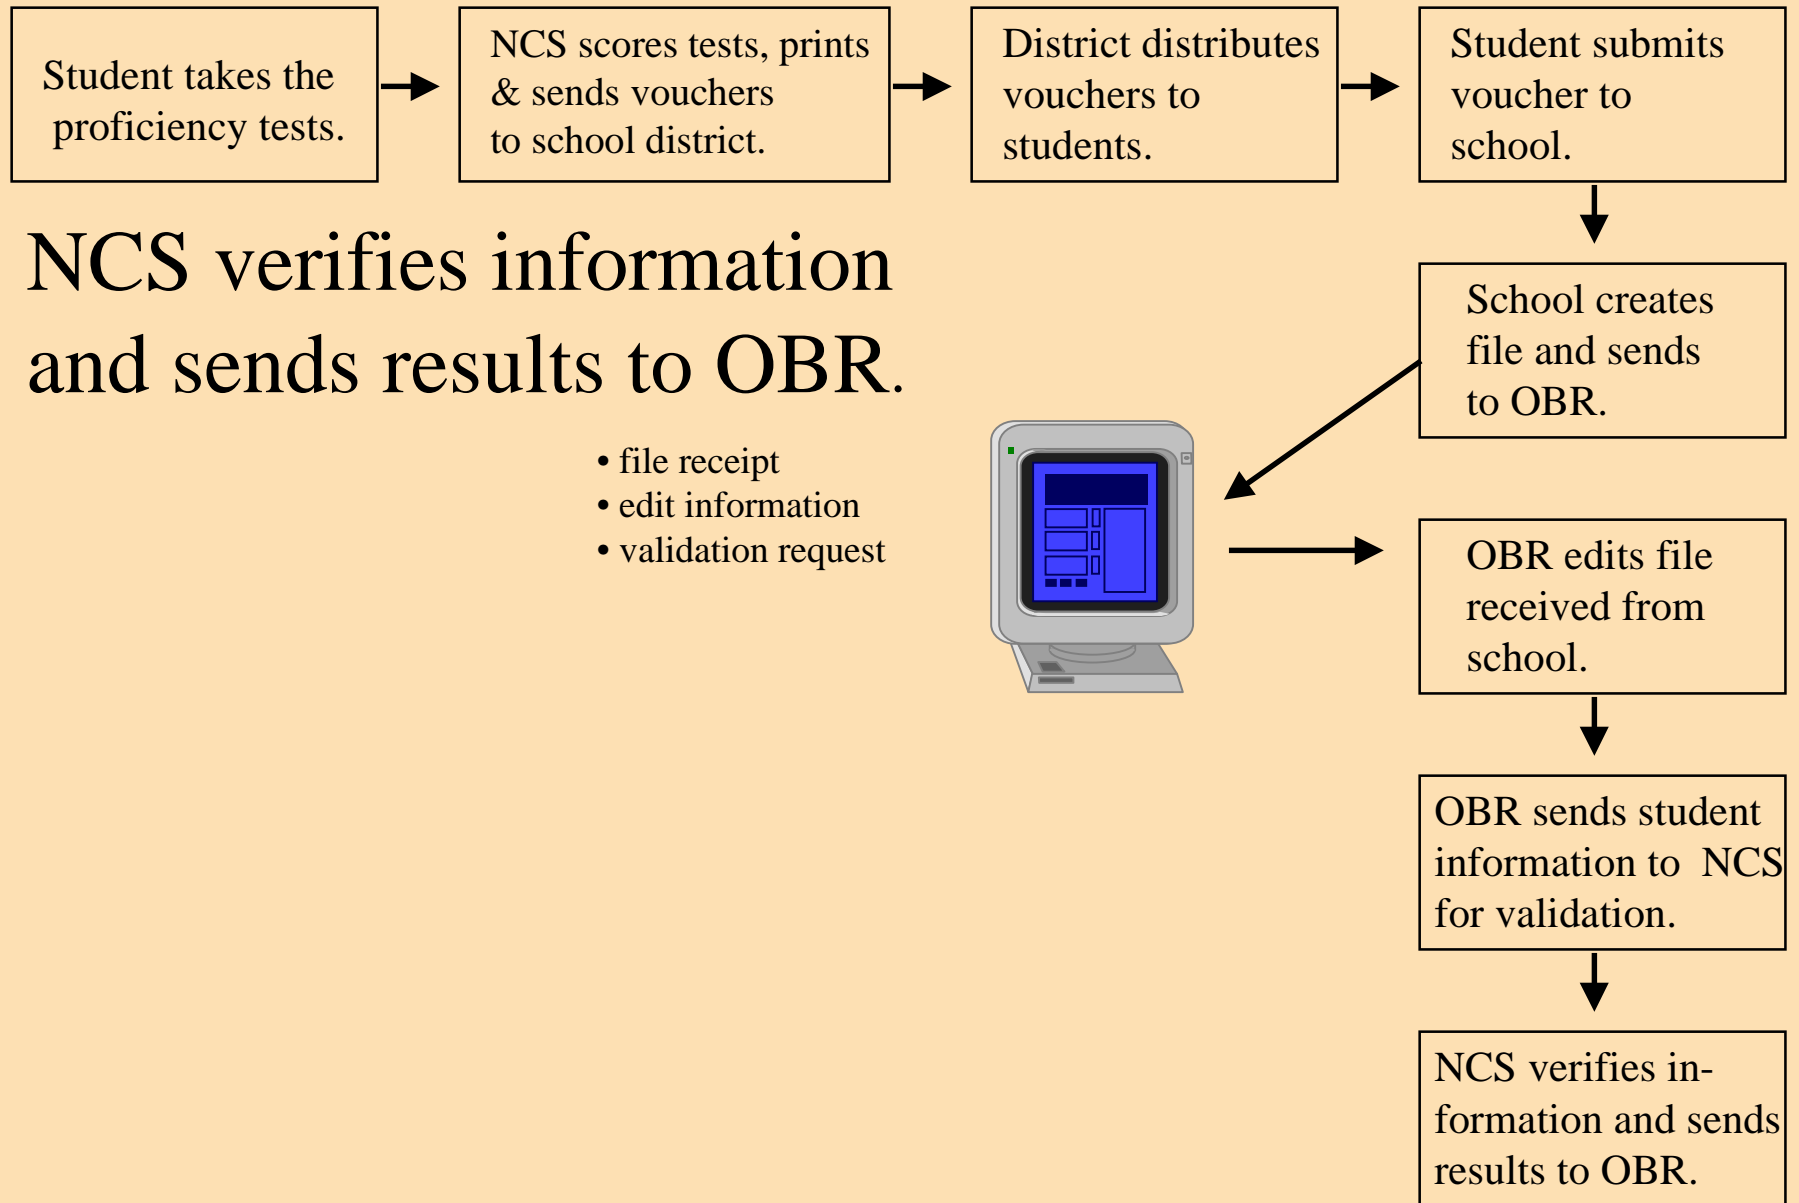 Student takes the
proficiency tests.
NCS scores tests, prints
& sends vouchers
to school district.
District distributes
vouchers to
students.
Student submits
voucher to
school.
NCS verifies information
and sends results to OBR.
School creates
file and sends
to OBR.
• file receipt
• edit information
• validation request
OBR edits file
received from
school.
OBR sends student
information to NCS
for validation.
NCS verifies in-
formation and sends
results to OBR.